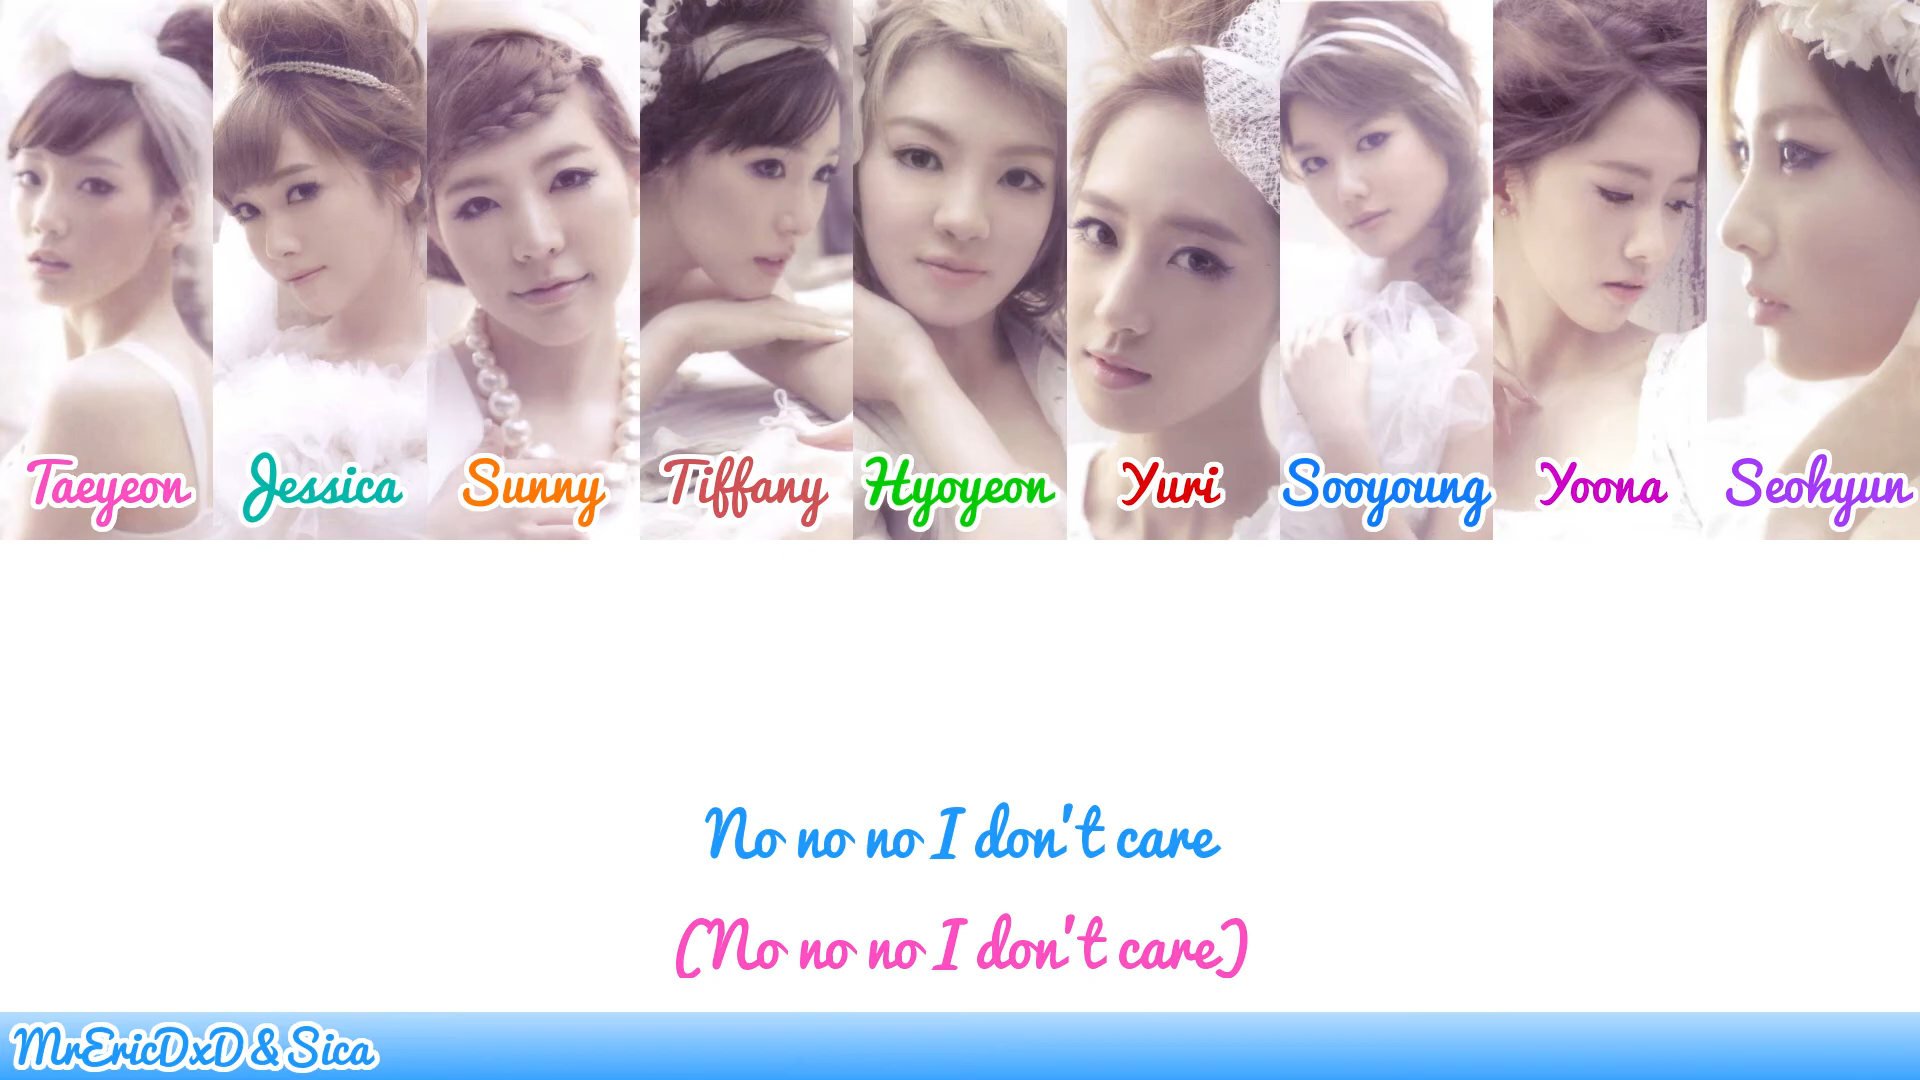 Taeyeon Jessica Sunny Tiffany Hyoyeon Yuri Sooyoung Yoona Seohyun
No no no I don't care
(No no no I don't care)
MrEricDxD & Sica